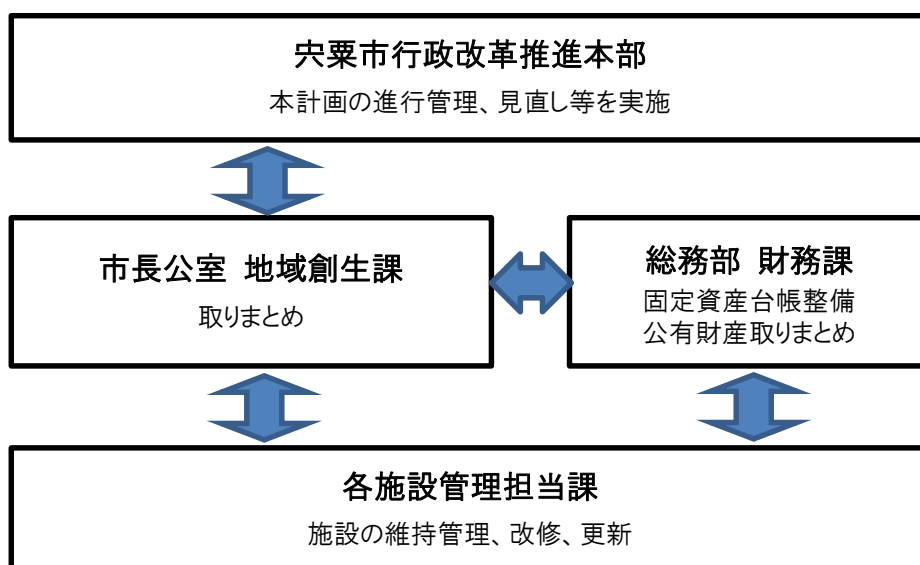 宍粟市行政改革推進本部
本計画の進行管理、見直し等を実施
市長公室 地域創生課
取りまとめ
総務部 財務課
固定資産台帳整備
公有財産取りまとめ
各施設管理担当課
施設の維持管理、改修、更新